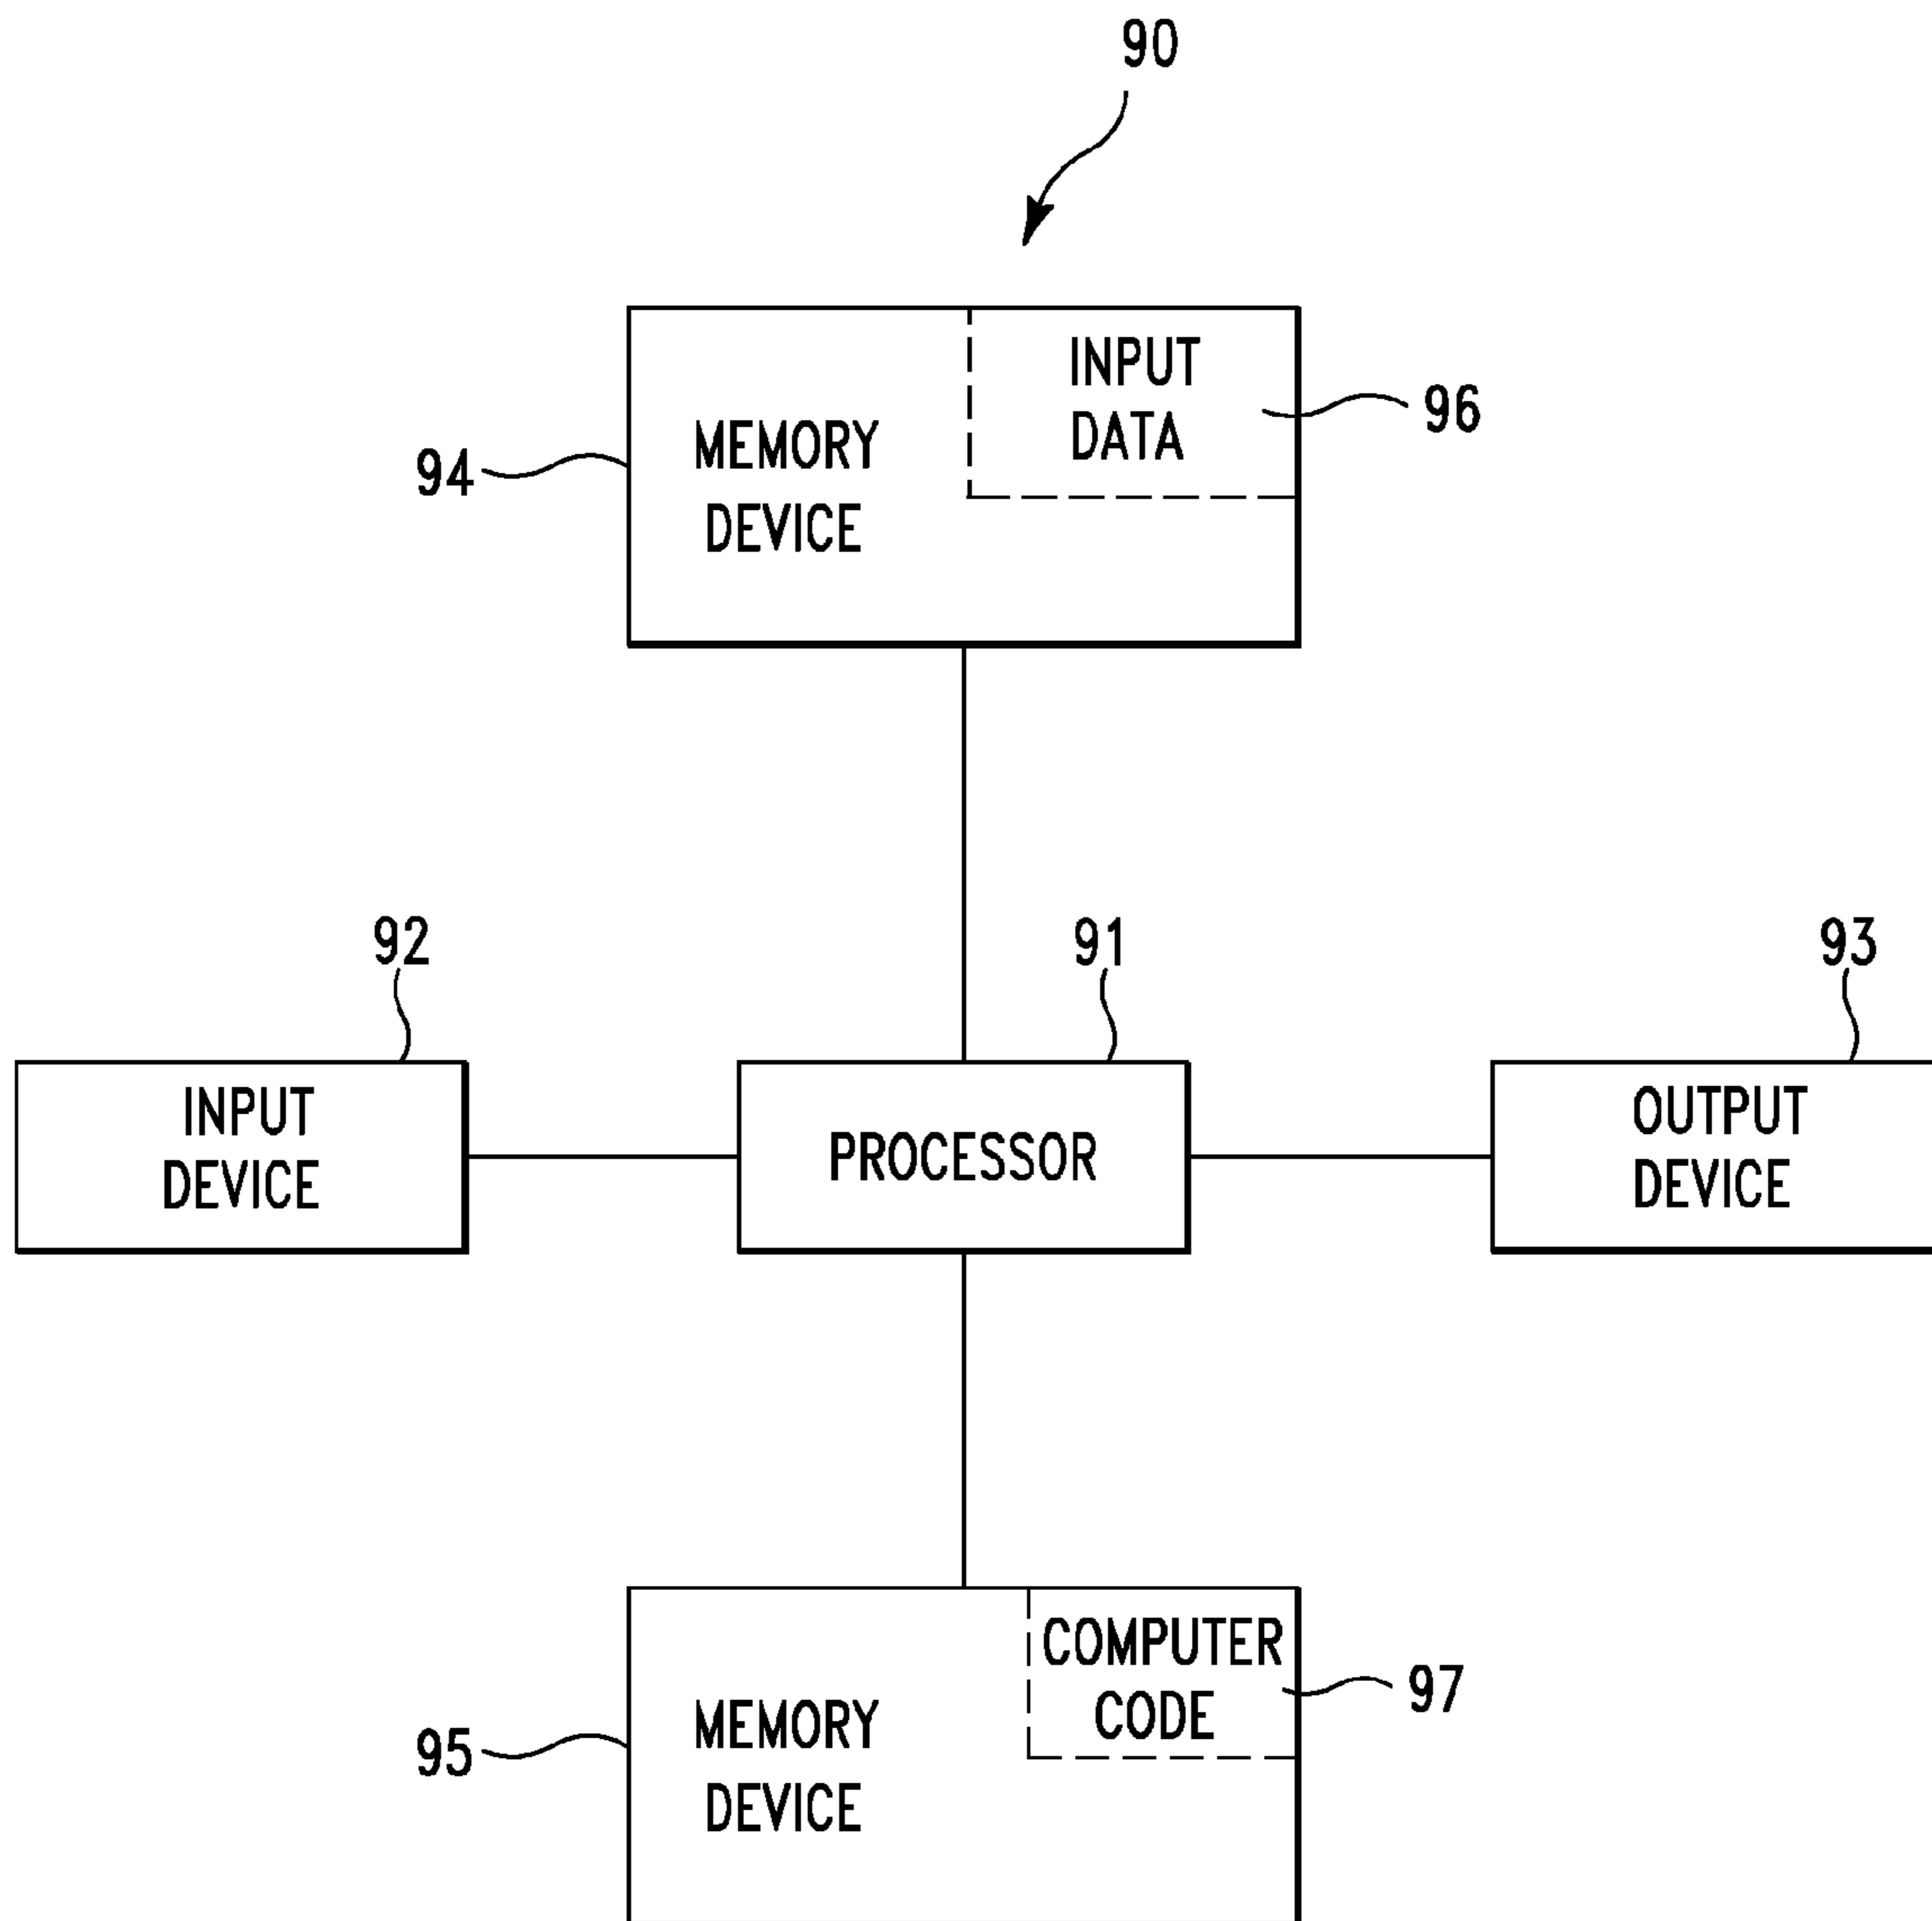 90
INPUT
DATA
96
MEMORY
DEVICE
94
92
91
93
INPUT
DEVICE
PROCESSOR
OUTPUT
DEVICE
COMPUTER
CODE
97
MEMORY
DEVICE
95